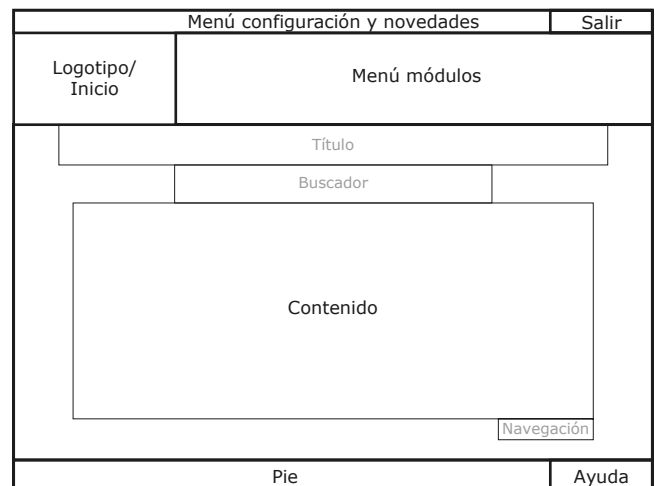 Menú configuración y novedades
Salir
Logotipo/
Inicio
Menú módulos
Título
Buscador
Contenido
Navegación
Pie
Ayuda